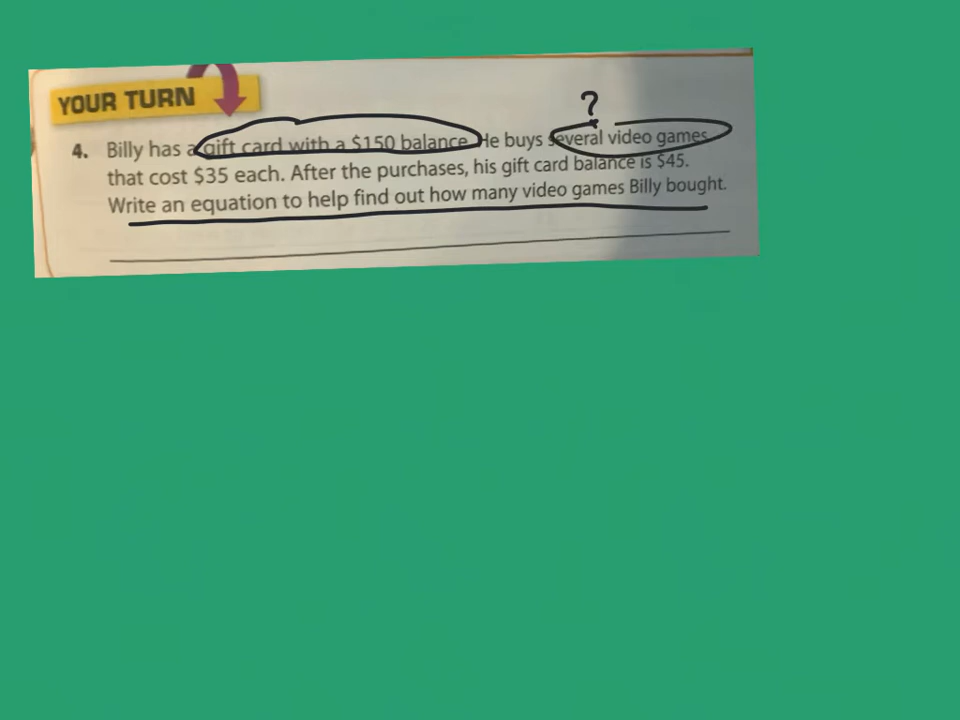 YOUR TURN
?
4. Billy has a gift card with a $150 balance. He buys several video games
that cost $35 each. After the purchases, his gift card balance is $45.
Write an equation to help find out how many video games Billy bought.